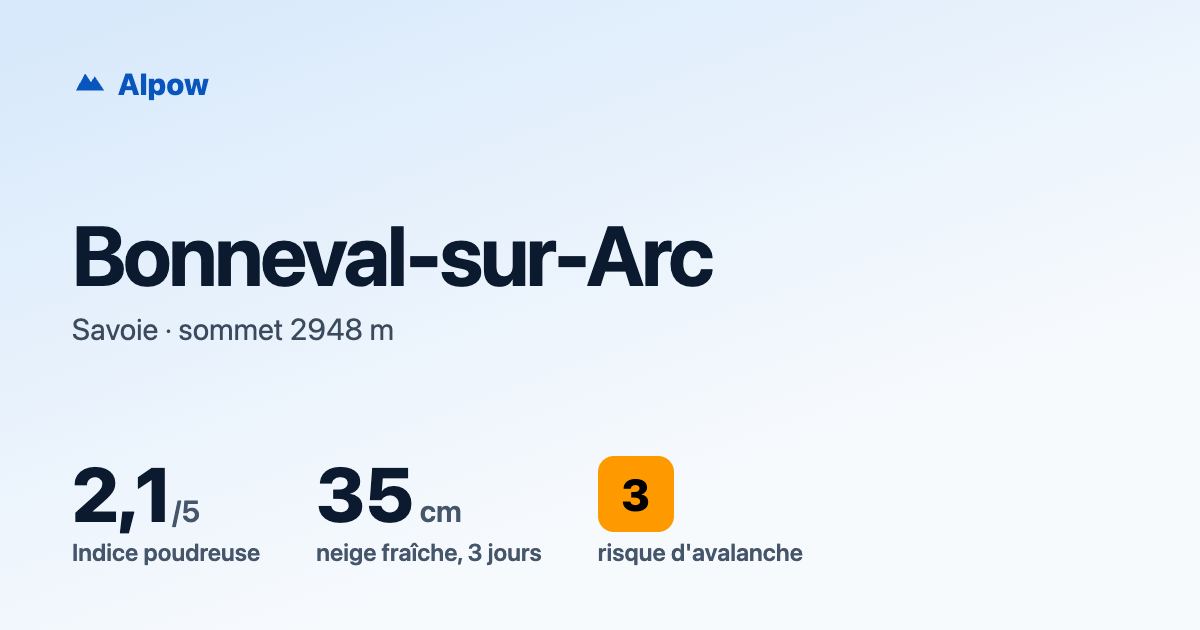 Alpow
Bonneval-sur-Arc
Savoie · sommet 2948 m
2,1/5
Indice poudreuse
35 cm
neige fraîche, 3 jours
3
risque d'avalanche